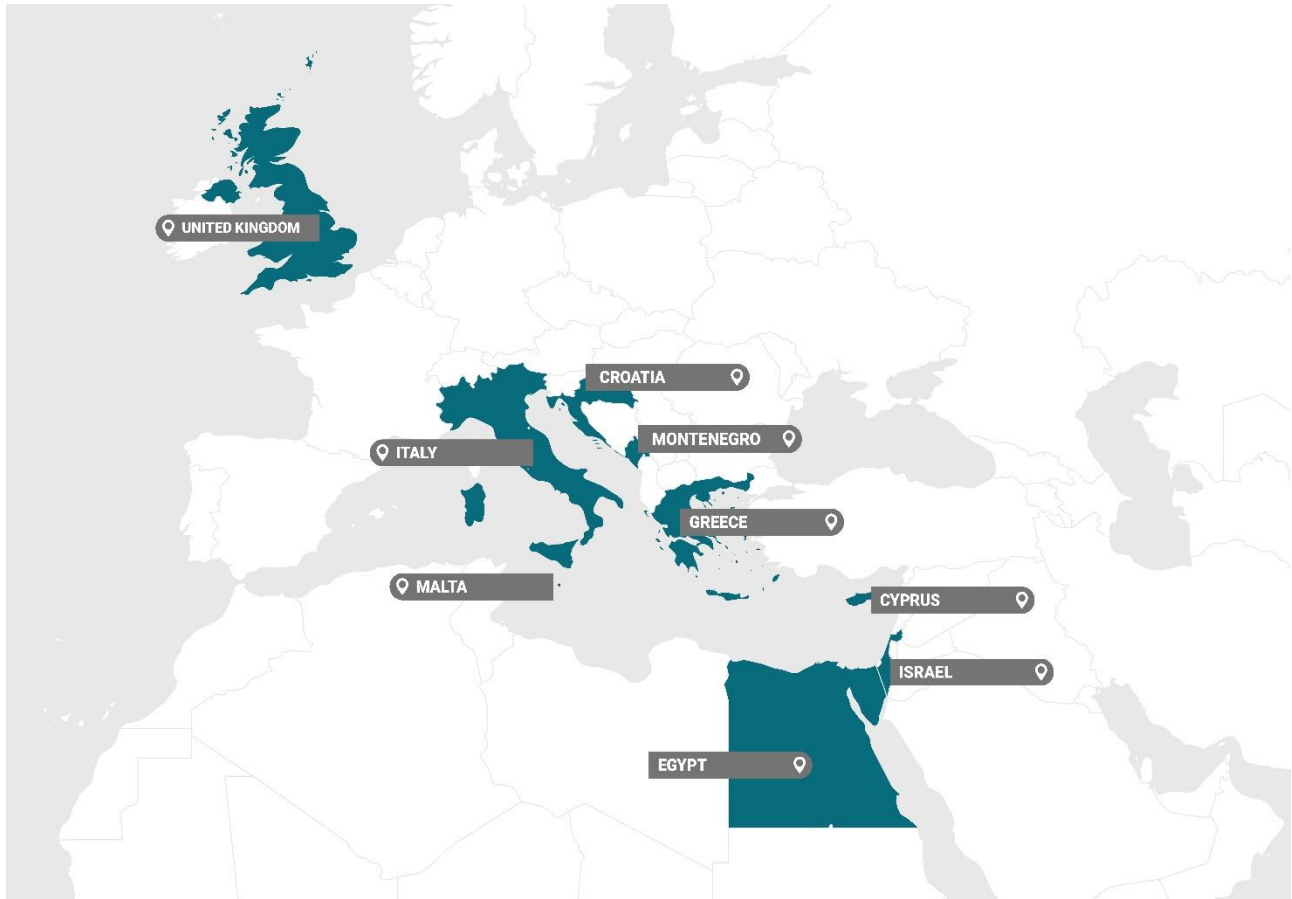 UNITED KINGDOM
CROATIA
MONTENEGRO
ITALY
GREECE
MALTA
CYPRUS
ISRAEL
EGYPT